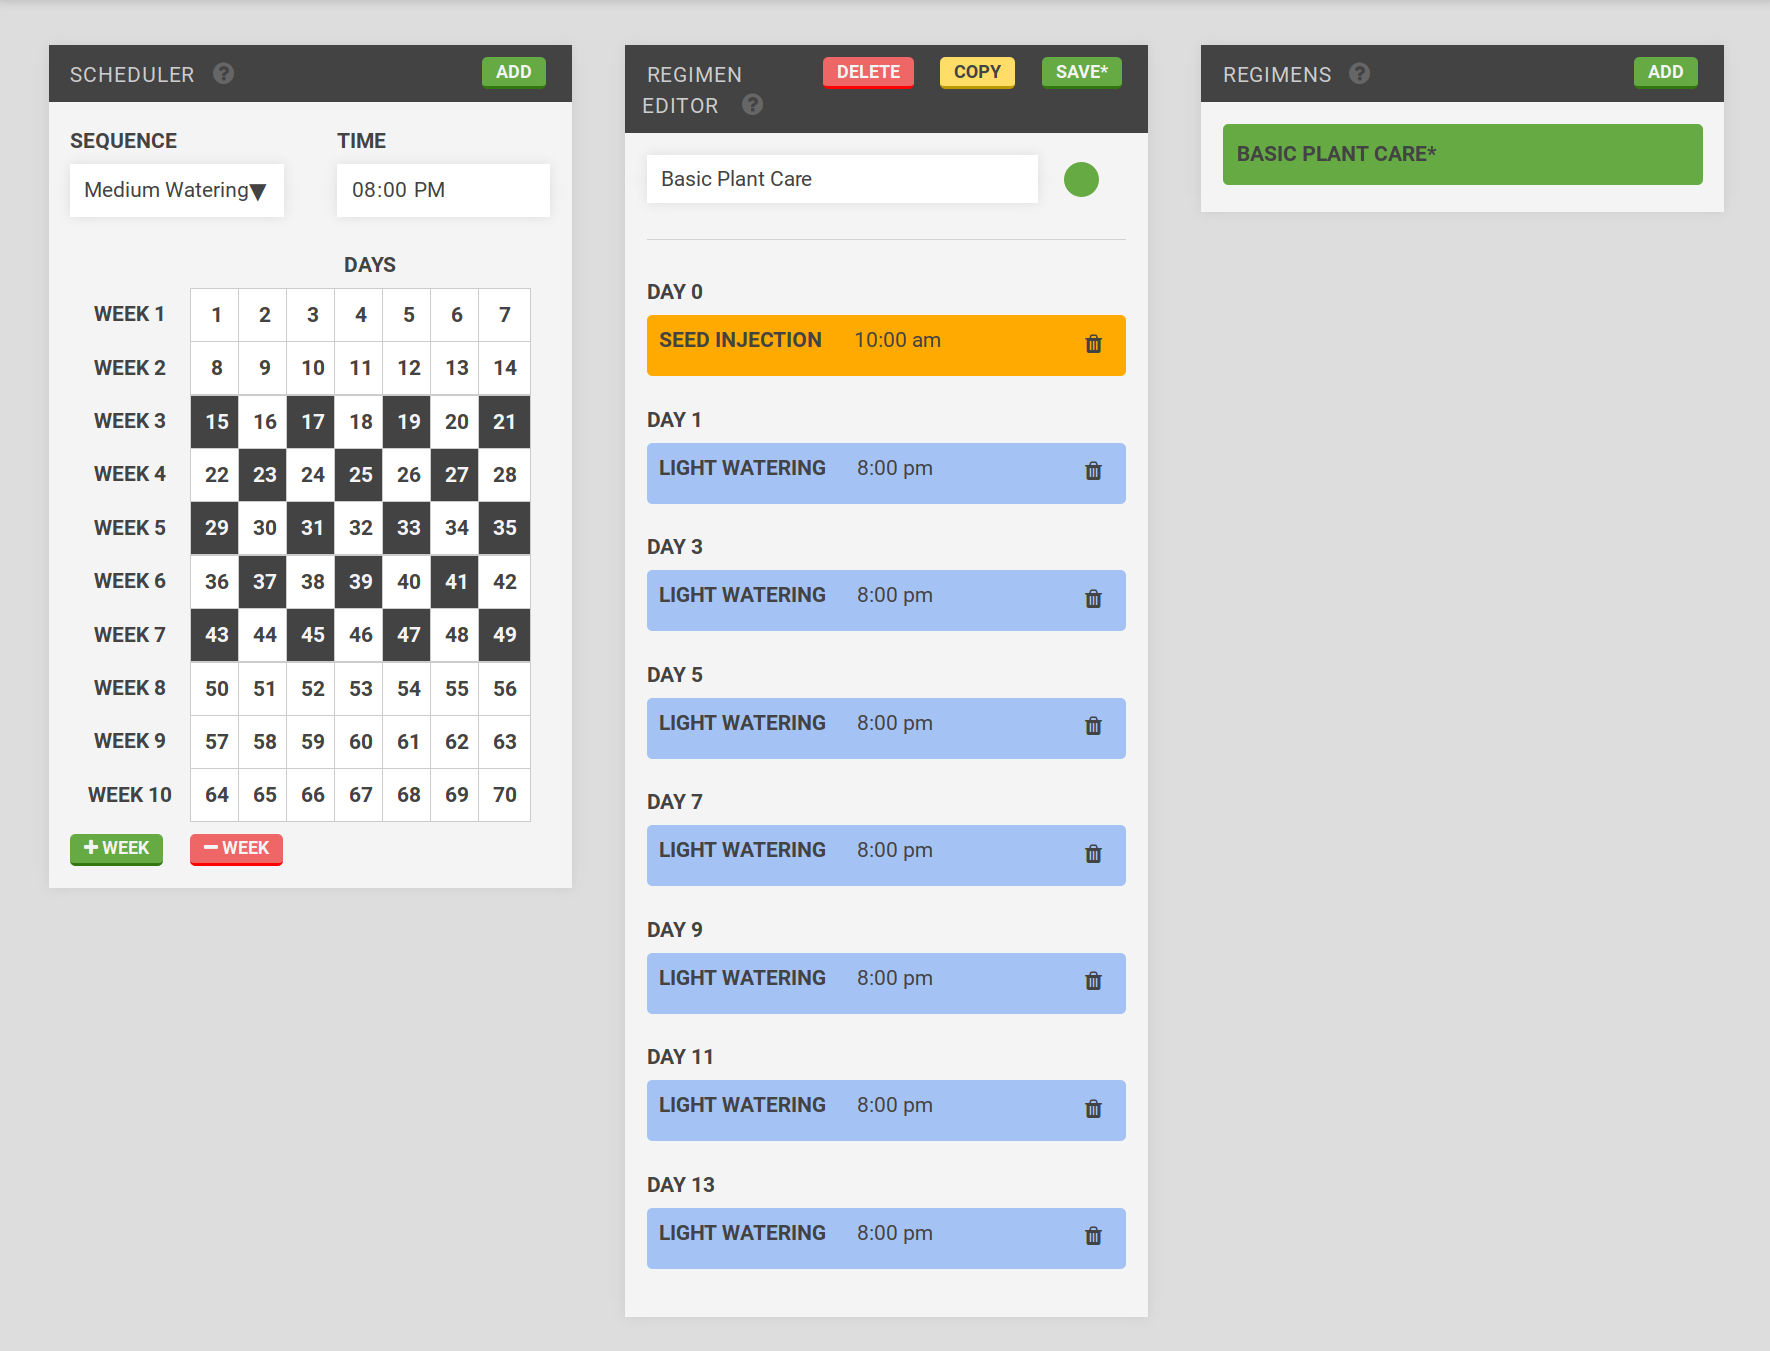 SCHEDULER
ADD
SEQUENCE TIME
Medium Watering 08:00 PM
DAYS
WEEK 1 1 2 3 4 5 6 7
WEEK 2 8 9 10 11 12 13 14
WEEK 3 15 16 17 18 19 20 21
WEEK 4 22 23 24 25 26 27 28
WEEK 5 29 30 31 32 33 34 35
WEEK 6 36 37 38 39 40 41 42
WEEK 7 43 44 45 46 47 48 49
WEEK 8 50 51 52 53 54 55 56
WEEK 9 57 58 59 60 61 62 63
WEEK 10 64 65 66 67 68 69 70
+ WEEK − WEEK
REGIMEN
EDITOR
DELETE COPY SAVE*
Basic Plant Care
DAY 0
SEED INJECTION 10:00 am
DAY 1
LIGHT WATERING 8:00 pm
DAY 3
LIGHT WATERING 8:00 pm
DAY 5
LIGHT WATERING 8:00 pm
DAY 7
LIGHT WATERING 8:00 pm
DAY 9
LIGHT WATERING 8:00 pm
DAY 11
LIGHT WATERING 8:00 pm
DAY 13
LIGHT WATERING 8:00 pm
REGIMENS
ADD
BASIC PLANT CARE*